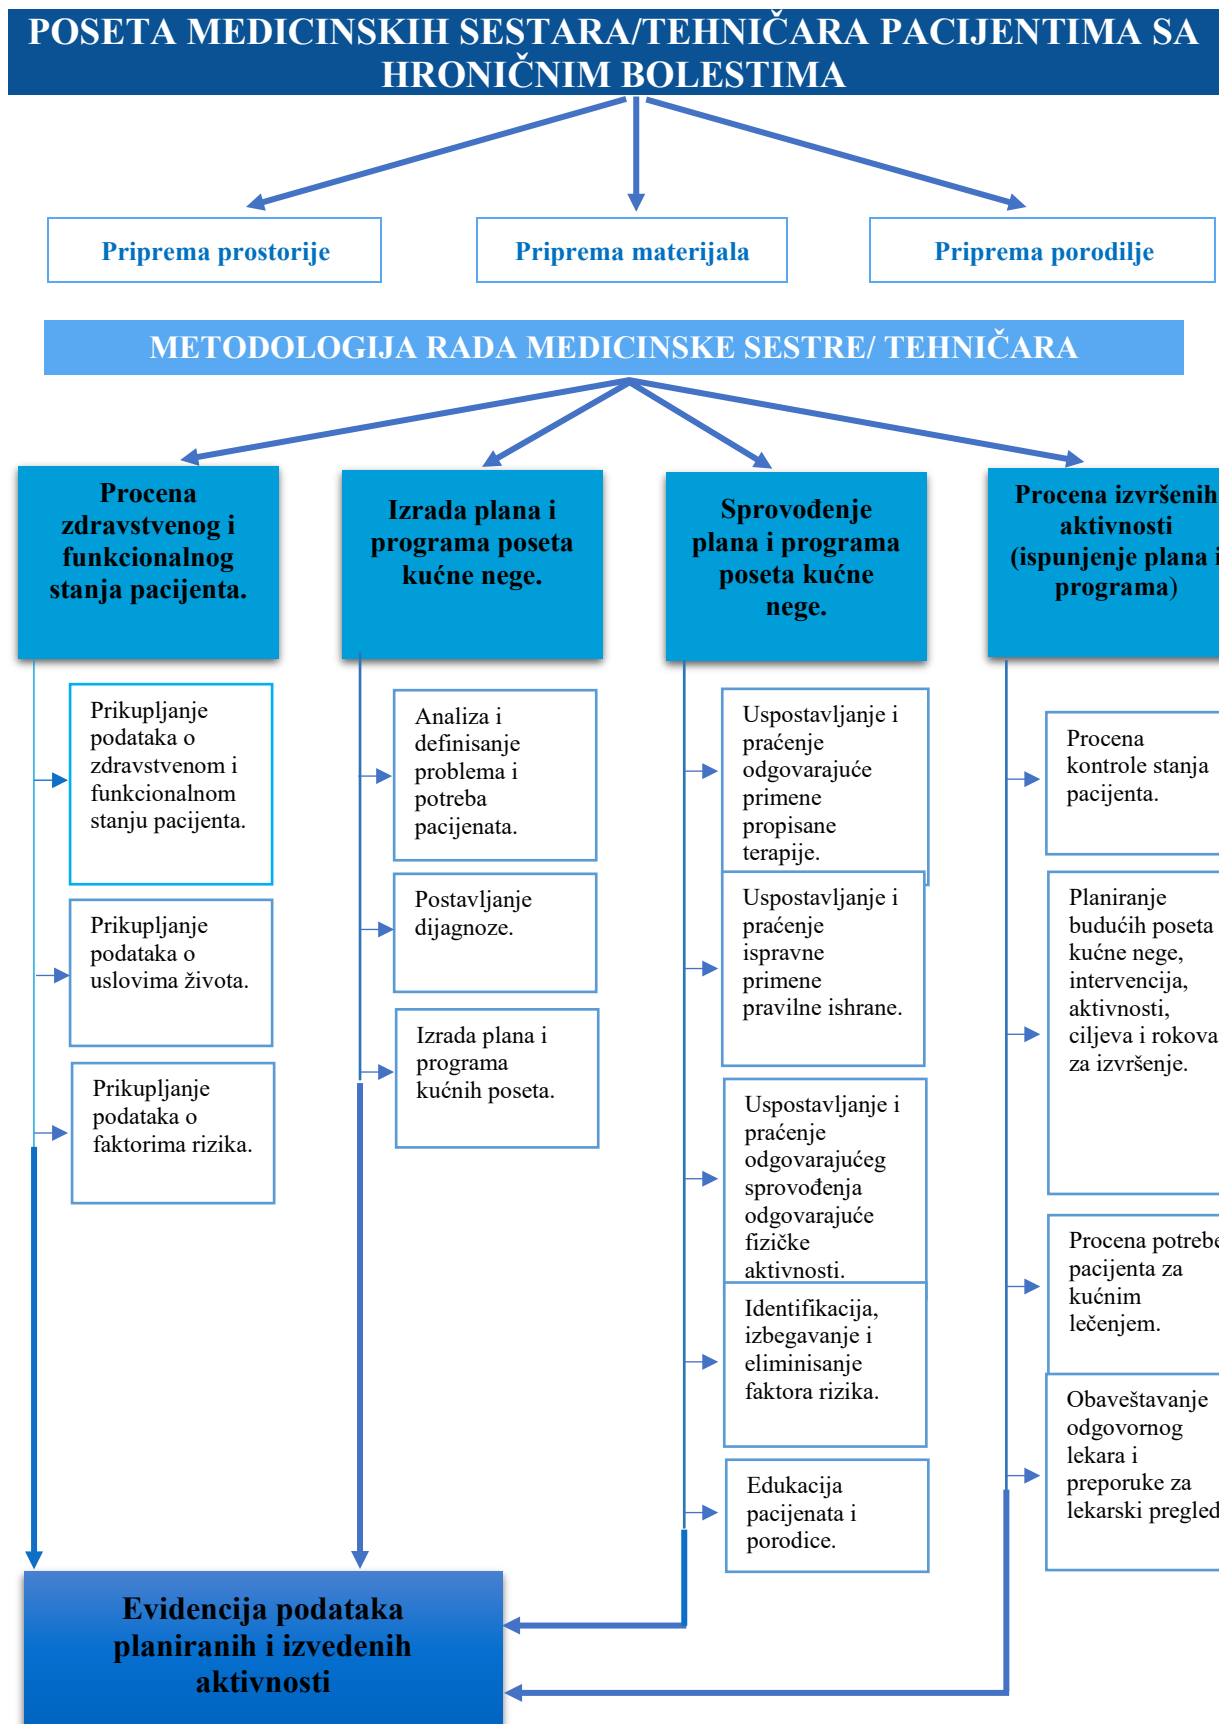 POSETA MEDICINSKIH SESTARA/TEHNIČARA PACIJENTIMA SA
HRONIČNIM BOLESTIMA
Priprema prostorije
Priprema materijala
Priprema porodilje
METODOLOGIJA RADA MEDICINSKE SESTRE/ TEHNIČARA
Procena
zdravstvenog i
funkcionalnog
stanja pacijenta.
Prikupljanje
podataka o
zdravstvenom i
funkcionalnom
stanju pacijenta.
Prikupljanje
podataka o
uslovima života.
Prikupljanje
podataka o
faktorima rizika.
Izrada plana i
programa poseta
kućne nege.
Analiza i
definisanje
problema i
potreba
pacijenata.
Postavljanje
dijagnoze.
Izrada plana i
programa
kućnih poseta.
Sprovođenje
plana i programa
poseta kućne
nege.
Uspostavljanje i
praćenje
odgovarajuće
primene
propisane
terapije.
Uspostavljanje i
praćenje
ispravne
primene
pravilne ishrane.
Uspostavljanje i
praćenje
odgovarajućeg
sprovođenja
odgovarajuće
fizičke
aktivnosti.
Identifikacija,
izbegavanje i
eliminisanje
faktora rizika.
Edukacija
pacijenata i
porodice.
Procena izvršenih
aktivnosti
(ispunjenje plana i
programa)
Procena
kontrole stanja
pacijenta.
Planiranje
budućih poseta
kućne nege,
intervencija,
aktivnosti,
ciljeva i rokova
za izvršenje.
Procena potrebe
pacijenta za
kućnim
lečenjem.
Obaveštavanje
odgovornog
lekara i
preporuke za
lekarski pregled
Evidencija podataka
planiranih i izvedenih
aktivnosti